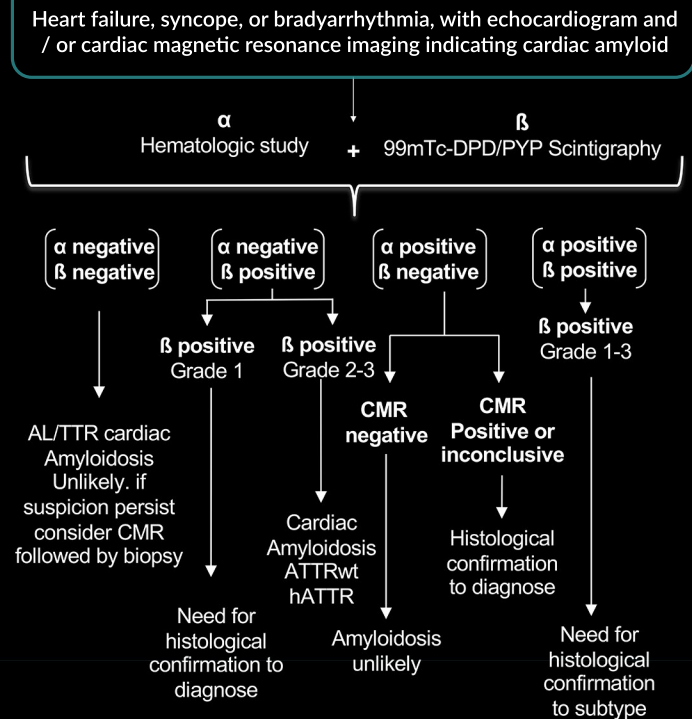 Heart failure, syncope, or bradyarrhythmia, with echocardiogram and
/ or cardiac magnetic resonance imaging indicating cardiac amyloid
α
Hematologic study
+
ß
99mTc-DPD/PYP Scintigraphy
α negative
ß negative
α negative
ß positive
α positive
ß negative
α positive
ß positive
ß positive
Grade 1
ß positive
Grade 2-3
ß positive
Grade 1-3
CMR
negative
CMR
Positive or
inconclusive
AL/TTR cardiac
Amyloidosis
Unlikely. if
suspicion persist
consider CMR
followed by biopsy
Cardiac
Amyloidosis
ATTRwt
hATTR
Histological
confirmation
to diagnose
Need for
histological
confirmation to
diagnose
Amyloidosis
unlikely
Need for
histological
confirmation
to subtype